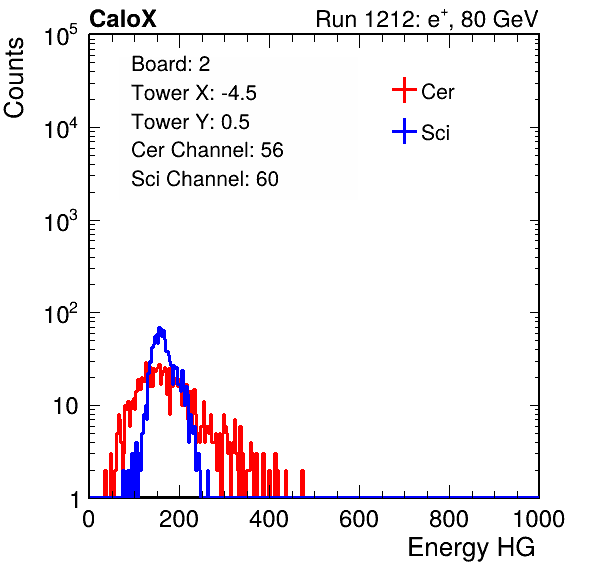 CaloX Run 1212: e⁺, 80 GeV
Counts
Board: 2
Tower X: -4.5
Tower Y: 0.5
Cer Channel: 56
Sci Channel: 60
Cer
Sci
10⁵
10⁴
10³
10²
10
1
0 200 400 600 800 1000
Energy HG